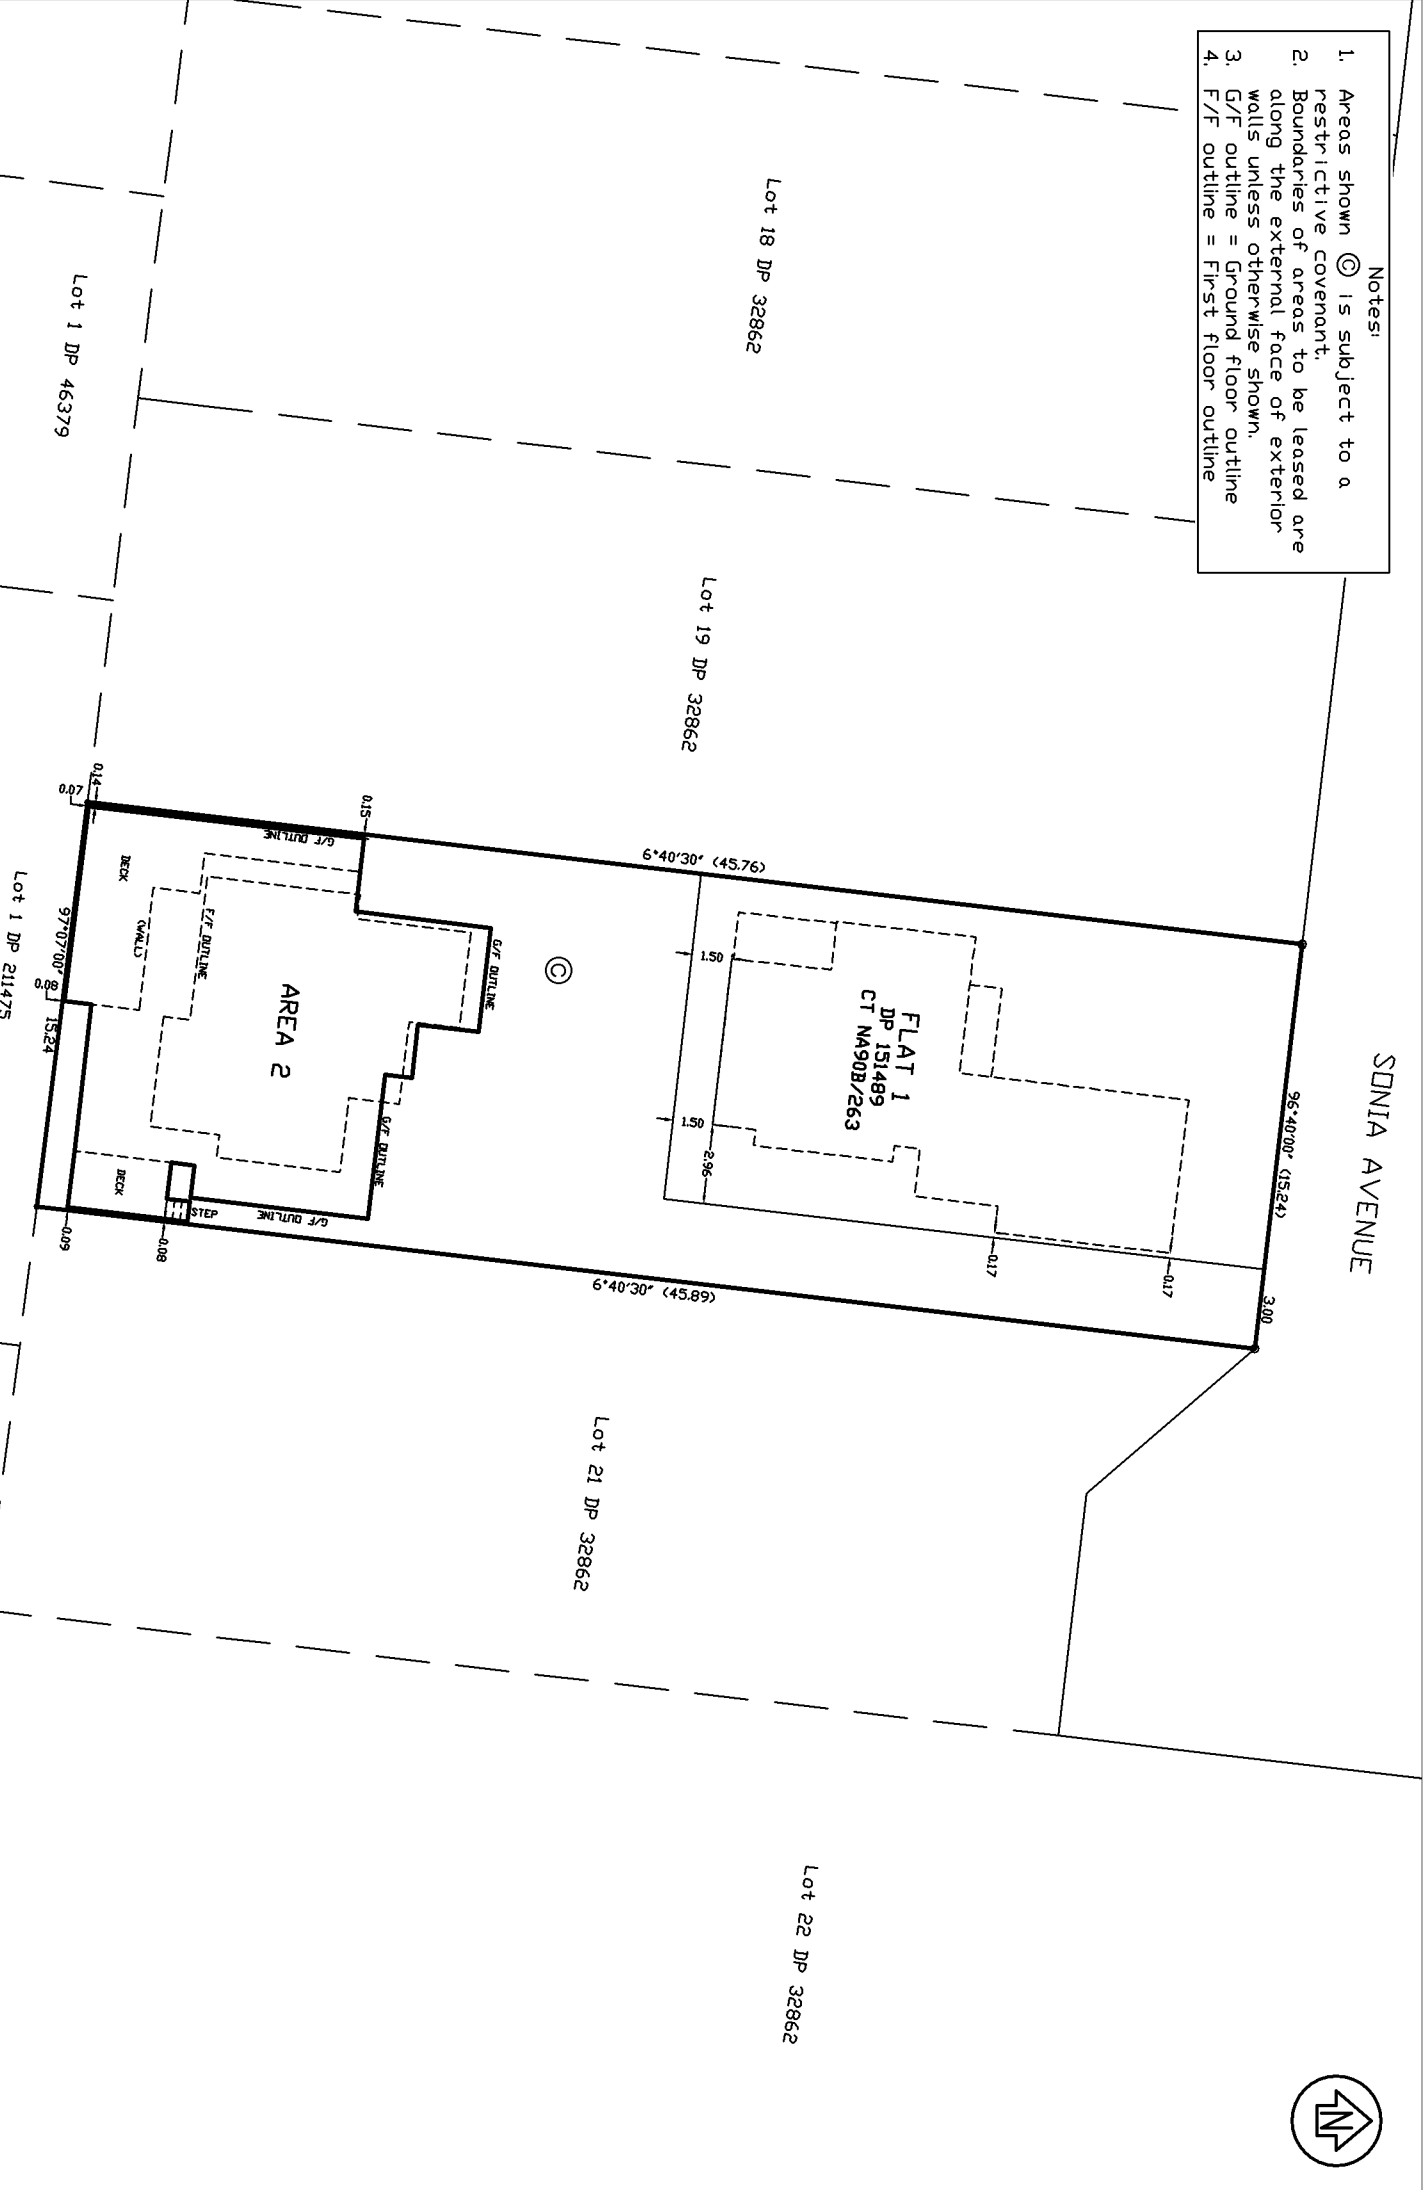 Notes:
1. Areas shown © is subject to a
restrictive covenant.
2. Boundaries of areas to be leased are
along the external face of exterior
walls unless otherwise shown.
3. G/F outline = Ground floor outline
4. F/F outline = First floor outline
SONIA AVENUE
96°40'00" (15.24)
3.00
Lot 18 DP 32862
Lot 19 DP 32862
6°40'30" (45.76)
FLAT 1
DP 151489
CT NA90B/263
0.17
0.17
1.50
1.50
2.96
©
6°40'30" (45.89)
Lot 21 DP 32862
Lot 22 DP 32862
N
G/F OUTLINE
G/F OUTLINE
G/F OUTLINE
G/F OUTLINE
AREA 2
F/F OUTLINE
(WALL)
DECK
DECK
STEP
0.15
0.14
0.07
97°07'00"
0.08
15.24
0.08
0.09
Lot 1 DP 46379
Lot 1 DP 211475